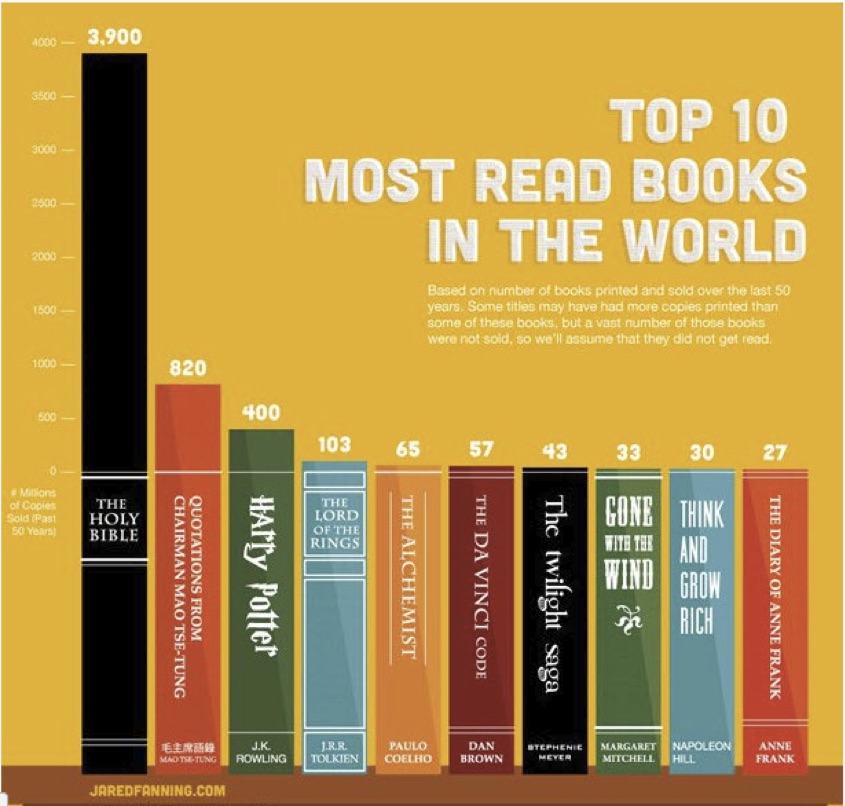 TOP 10
MOST READ BOOKS
IN THE WORLD
Based on number of books printed and sold over the last 50
years. Some titles may have had more copies printed than
some of these books, but a vast number of those books
were not sold, so we'll assume that they did not get read.
4000
3500
3000
2500
2000
1500
1000
500
0
# Millions
of Copies
Sold (Past
50 Years)
3,900
THE
HOLY
BIBLE
820
QUOTATIONS FROM
CHAIRMAN MAO TSE-TUNG
毛主席語錄
MAO TSE-TUNG
400
Harry Potter
J.K.
ROWLING
103
THE
LORD
OF THE
RINGS
J.R.R.
TOLKIEN
65
THE ALCHEMIST
PAULO
COELHO
57
THE DA VINCI CODE
DAN
BROWN
43
The twilight saga
STEPHENIE
MEYER
33
GONE
WITH THE
WIND
MARGARET
MITCHELL
30
THINK
AND
GROW
RICH
NAPOLEON
HILL
27
THE DIARY OF ANNE FRANK
ANNE
FRANK
JAREDFANNING.COM